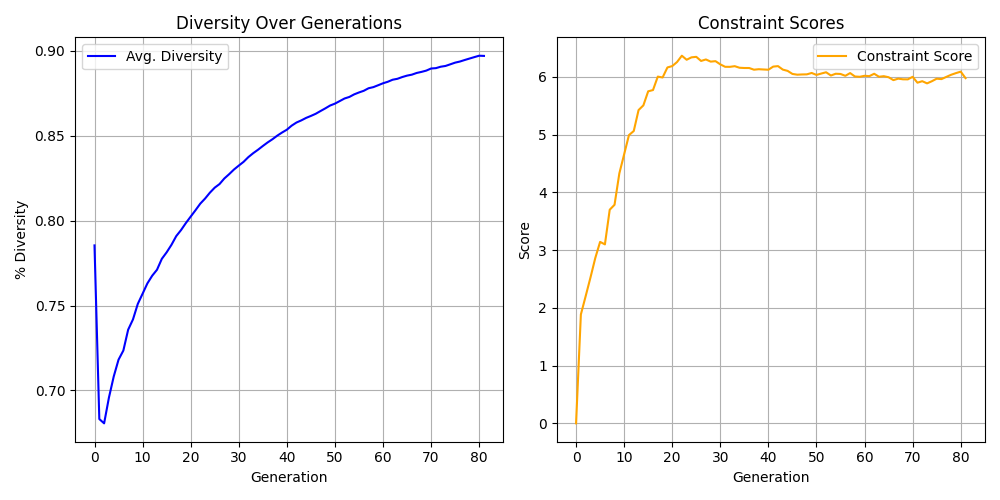 Diversity Over Generations
Avg. Diversity
% Diversity
0.90
0.85
0.80
0.75
0.70
0 10 20 30 40 50 60 70 80
Generation
Constraint Scores
Constraint Score
Score
6
5
4
3
2
1
0
0 10 20 30 40 50 60 70 80
Generation